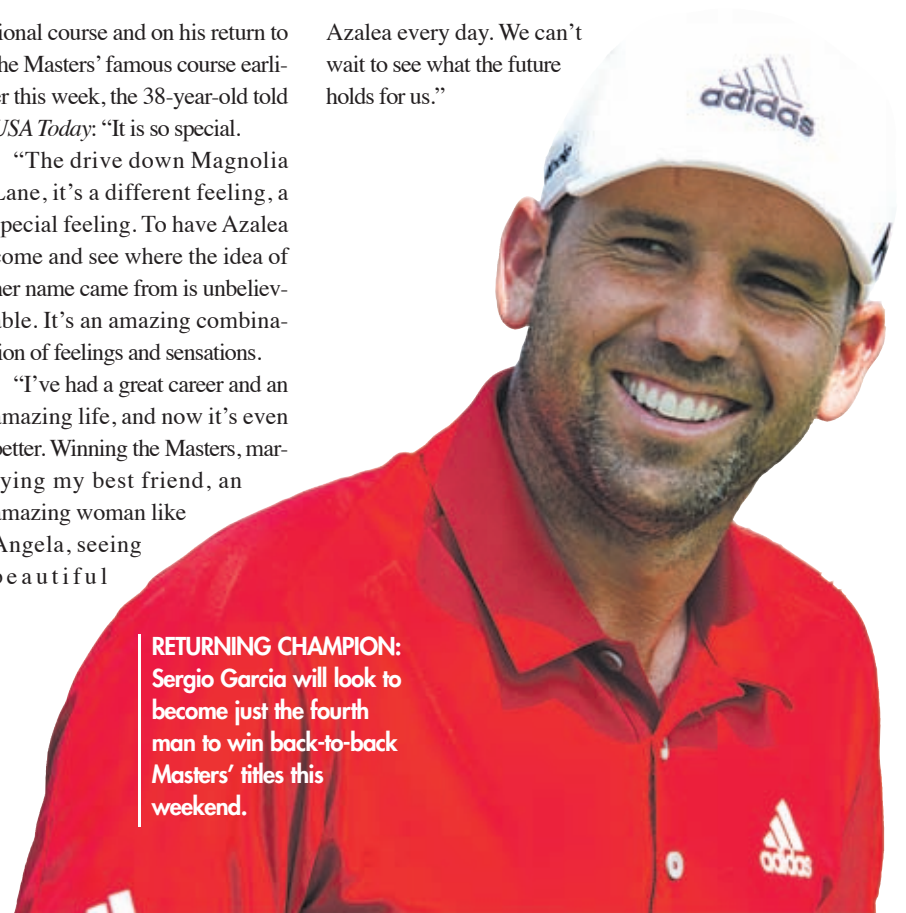 ional course and on his return to
he Masters’ famous course earli-
er this week, the 38-year-old told
USA Today: “It is so special.
“The drive down Magnolia
Lane, it’s a different feeling, a
special feeling. To have Azalea
come and see where the idea of
her name came from is unbeliev-
able. It’s an amazing combina-
ion of feelings and sensations.
“I’ve had a great career and an
amazing life, and now it’s even
better. Winning the Masters, mar-
ying my best friend, an
amazing woman like
Angela, seeing
beautiful
Azalea every day. We can’t
wait to see what the future
holds for us.”
adidas
RETURNING CHAMPION:
Sergio Garcia will look to
become just the fourth
man to win back-to-back
Masters’ titles this
weekend.
adidas